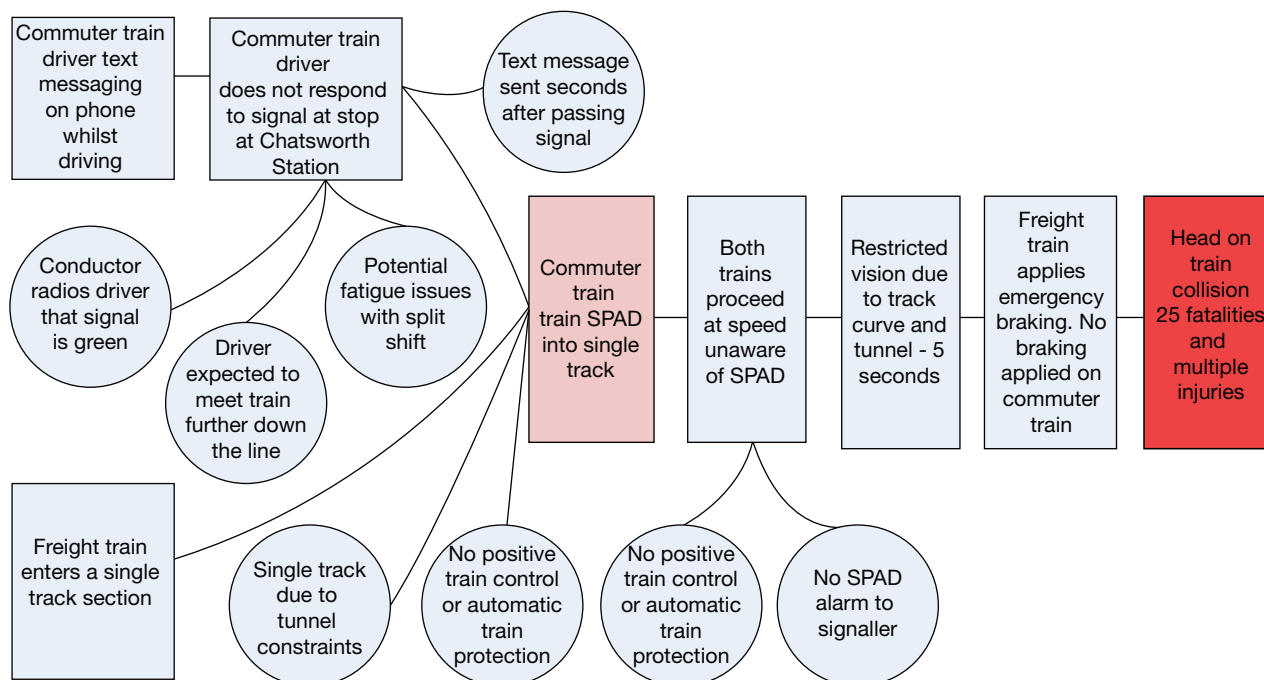 Commuter train
driver text
messaging
on phone
whilst
driving
Commuter train
driver
does not respond
to signal at stop
at Chatsworth
Station
Text message
sent seconds
after passing
signal
Conductor
radios driver
that signal
is green
Driver
expected to
meet train
further down
the line
Potential
fatigue issues
with split
shift
Commuter
train
train SPAD
into single
track
Both
trains
proceed
at speed
unaware
of SPAD
Restricted
vision due
to track
curve and
tunnel - 5
seconds
Freight
train
applies
emergency
braking. No
braking
applied on
commuter
train
Head on
train
collision
25 fatalities
and
multiple
injuries
Freight train
enters a single
track section
Single track
due to
tunnel
constraints
No positive
train control
or automatic
train
protection
No positive
train control
or automatic
train
protection
No SPAD
alarm to
signaller